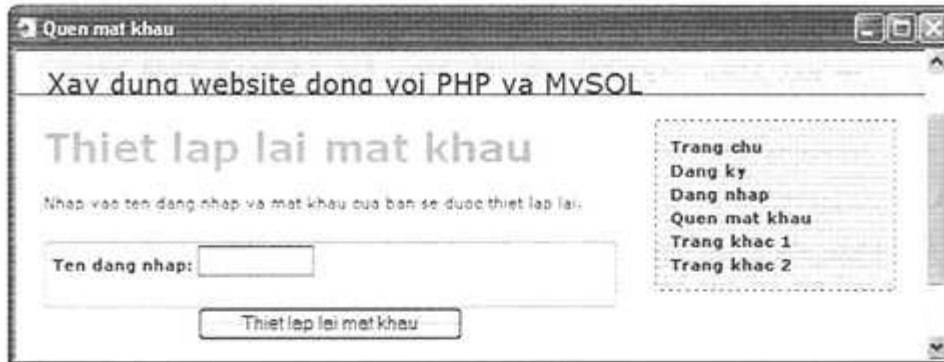 Quen mat khau
Xay dung website dong voi PHP va MySQL
Thiet lap lai mat khau
Nhap vao ten dang nhap va mat khau cua ban se duoc thiet lap lai.
Ten dang nhap:
Thiet lap lai mat khau
Trang chu
Dang ky
Dang nhap
Quen mat khau
Trang khac 1
Trang khac 2